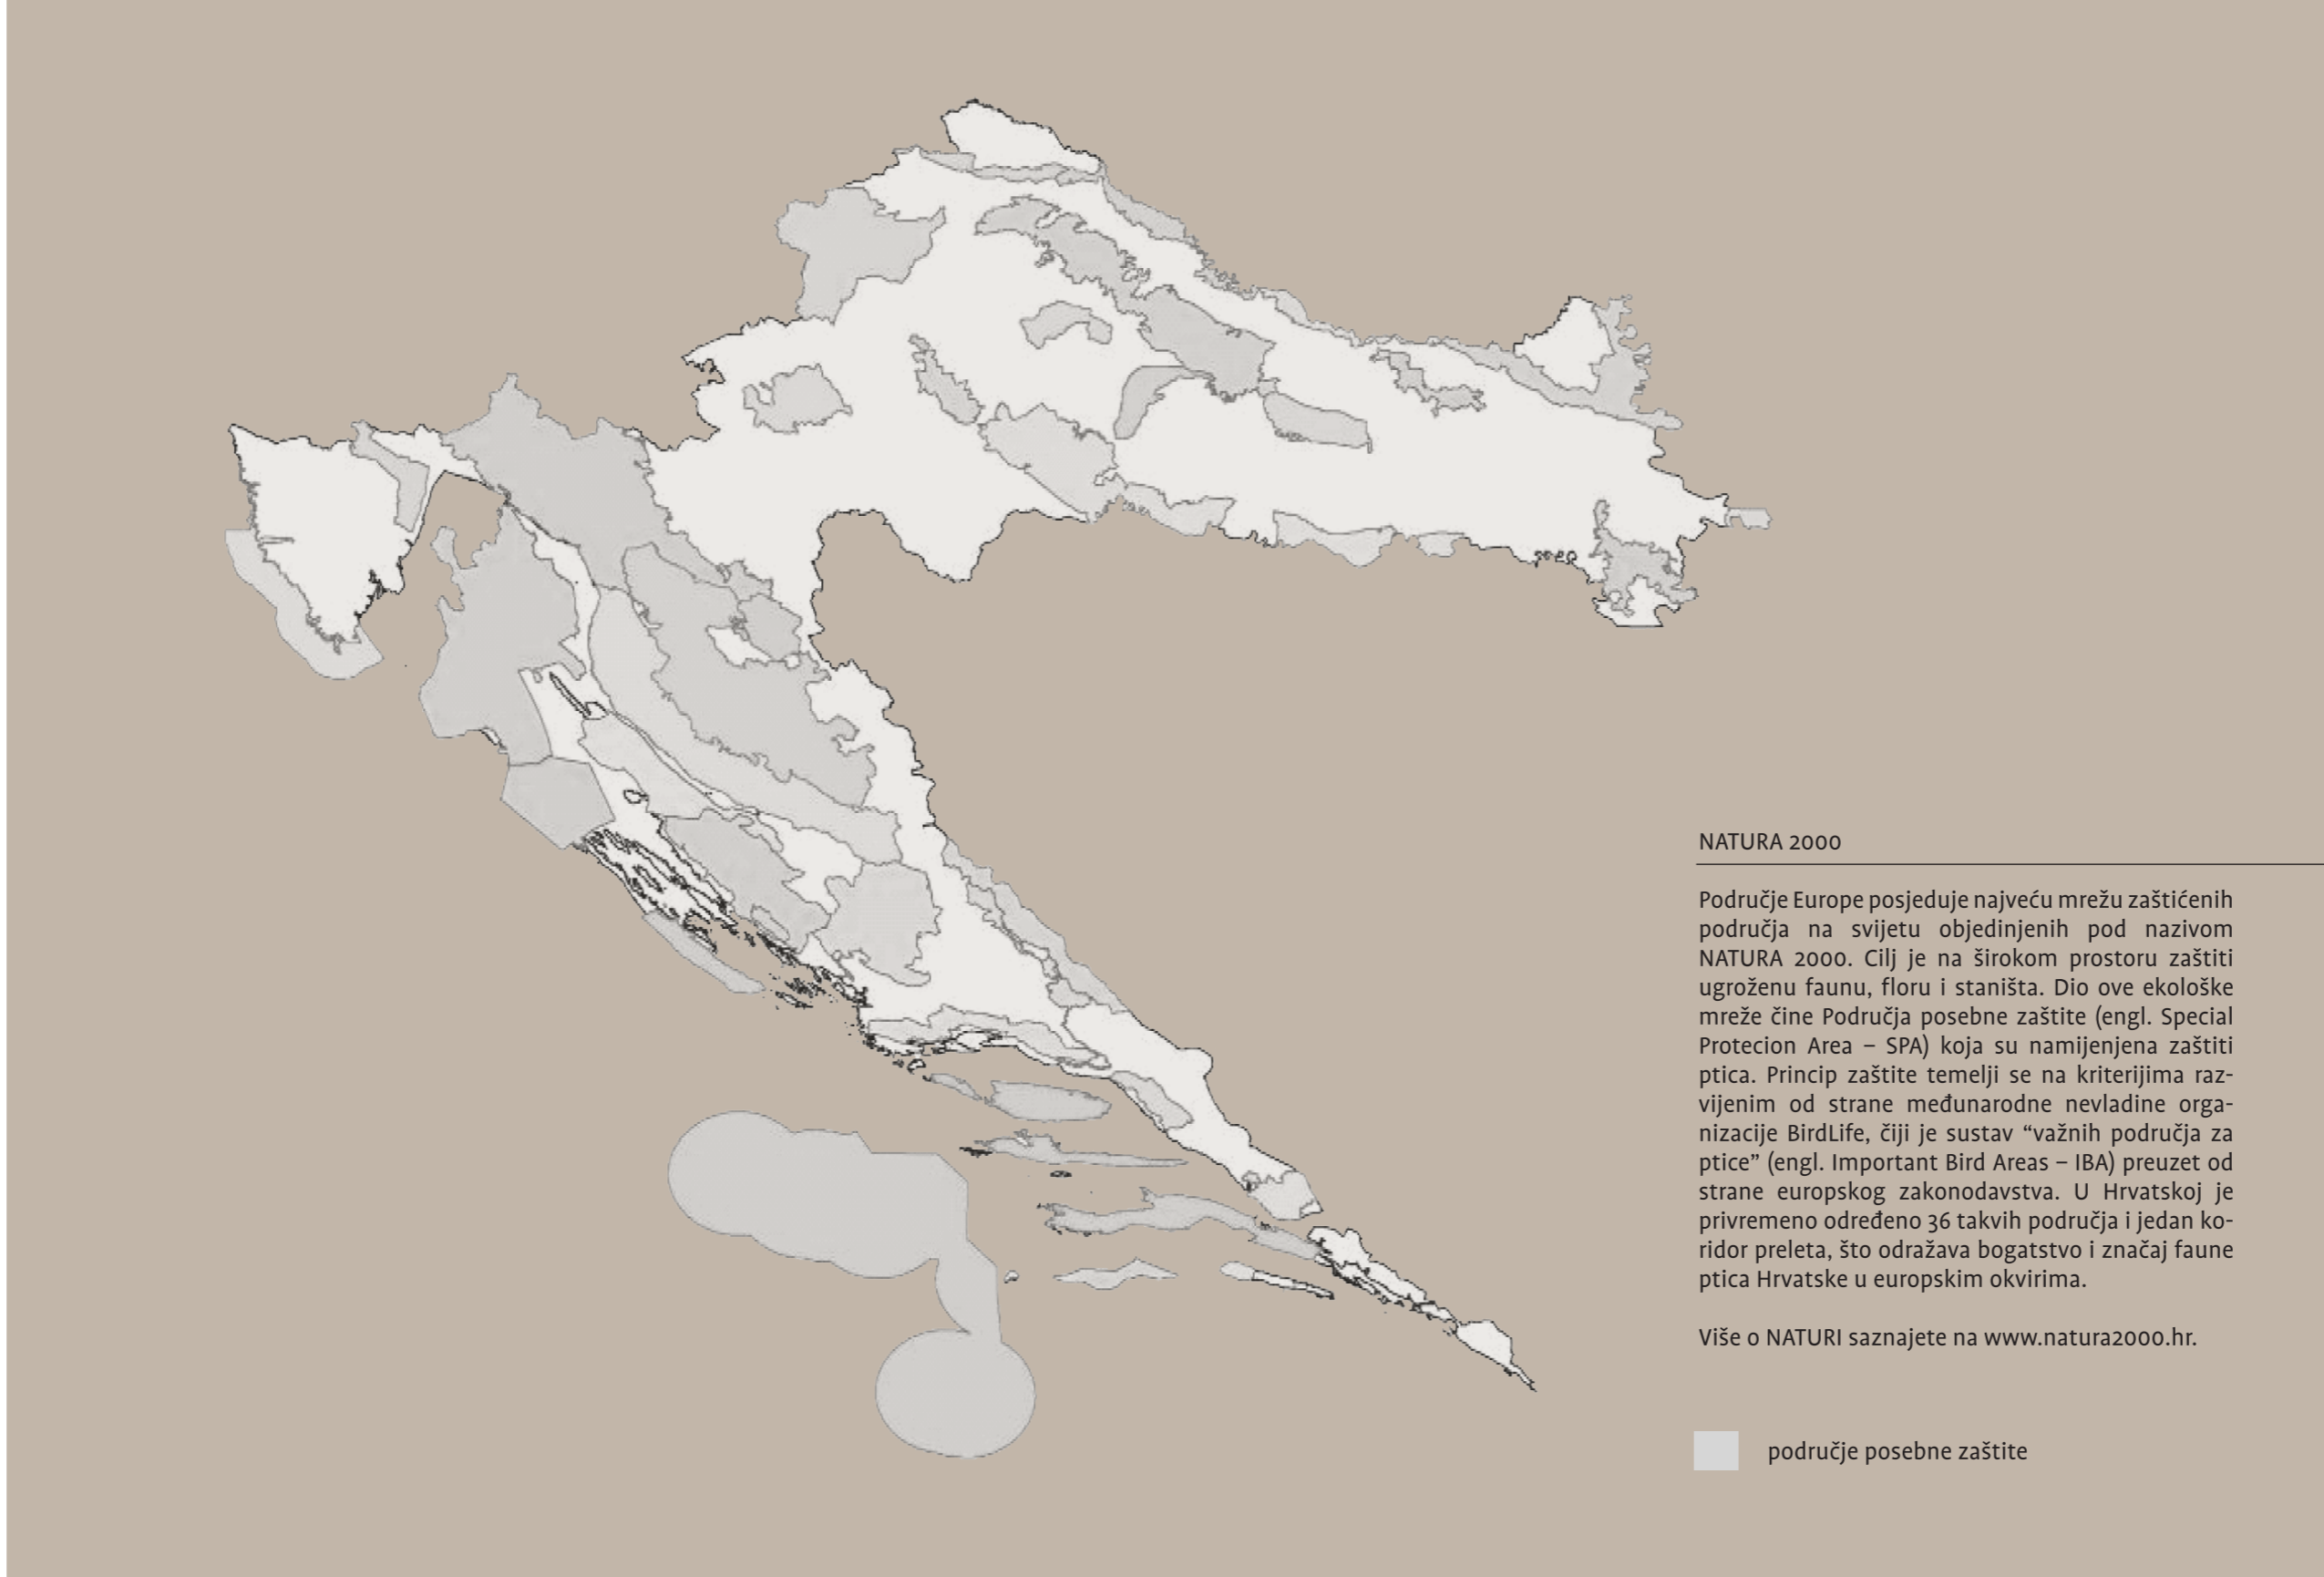 NATURA 2000
Područje Europe posjeduje najveću mrežu zaštićenih
područja na svijetu objedinjenih pod nazivom
NATURA 2000. Cilj je na širokom prostoru zaštiti
ugroženu faunu, floru i staništa. Dio ove ekološke
mreže čine Područja posebne zaštite (engl. Special
Protecion Area – SPA) koja su namijenjena zaštiti
ptica. Princip zaštite temelji se na kriterijima raz-
vijenim od strane međunarodne nevladine orga-
nizacije BirdLife, čiji je sustav “važnih područja za
ptice” (engl. Important Bird Areas – IBA) preuzet od
strane europskog zakonodavstva. U Hrvatskoj je
privremeno određeno 36 takvih područja i jedan ko-
ridor preleta, što odražava bogatstvo i značaj faune
ptica Hrvatske u europskim okvirima.
Više o NATURI saznajete na www.natura2000.hr.
područje posebne zaštite